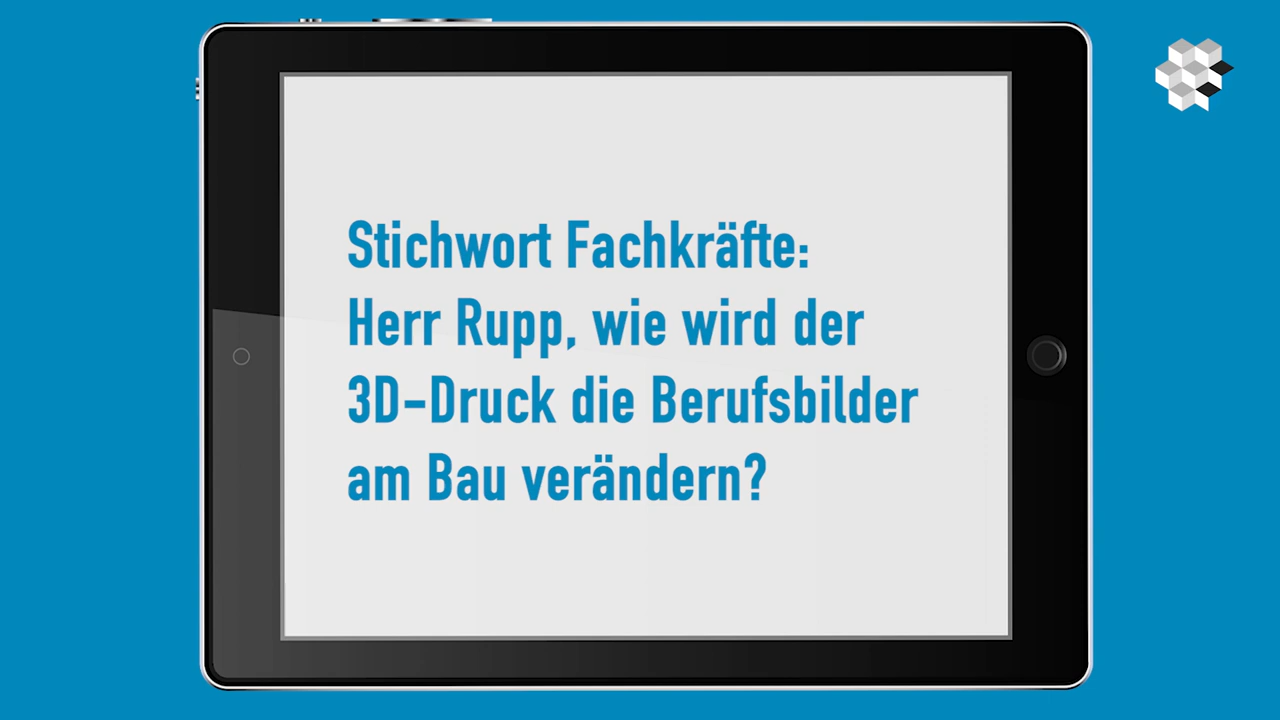 Stichwort Fachkräfte:
Herr Rupp, wie wird der
3D-Druck die Berufsbilder
am Bau verändern?